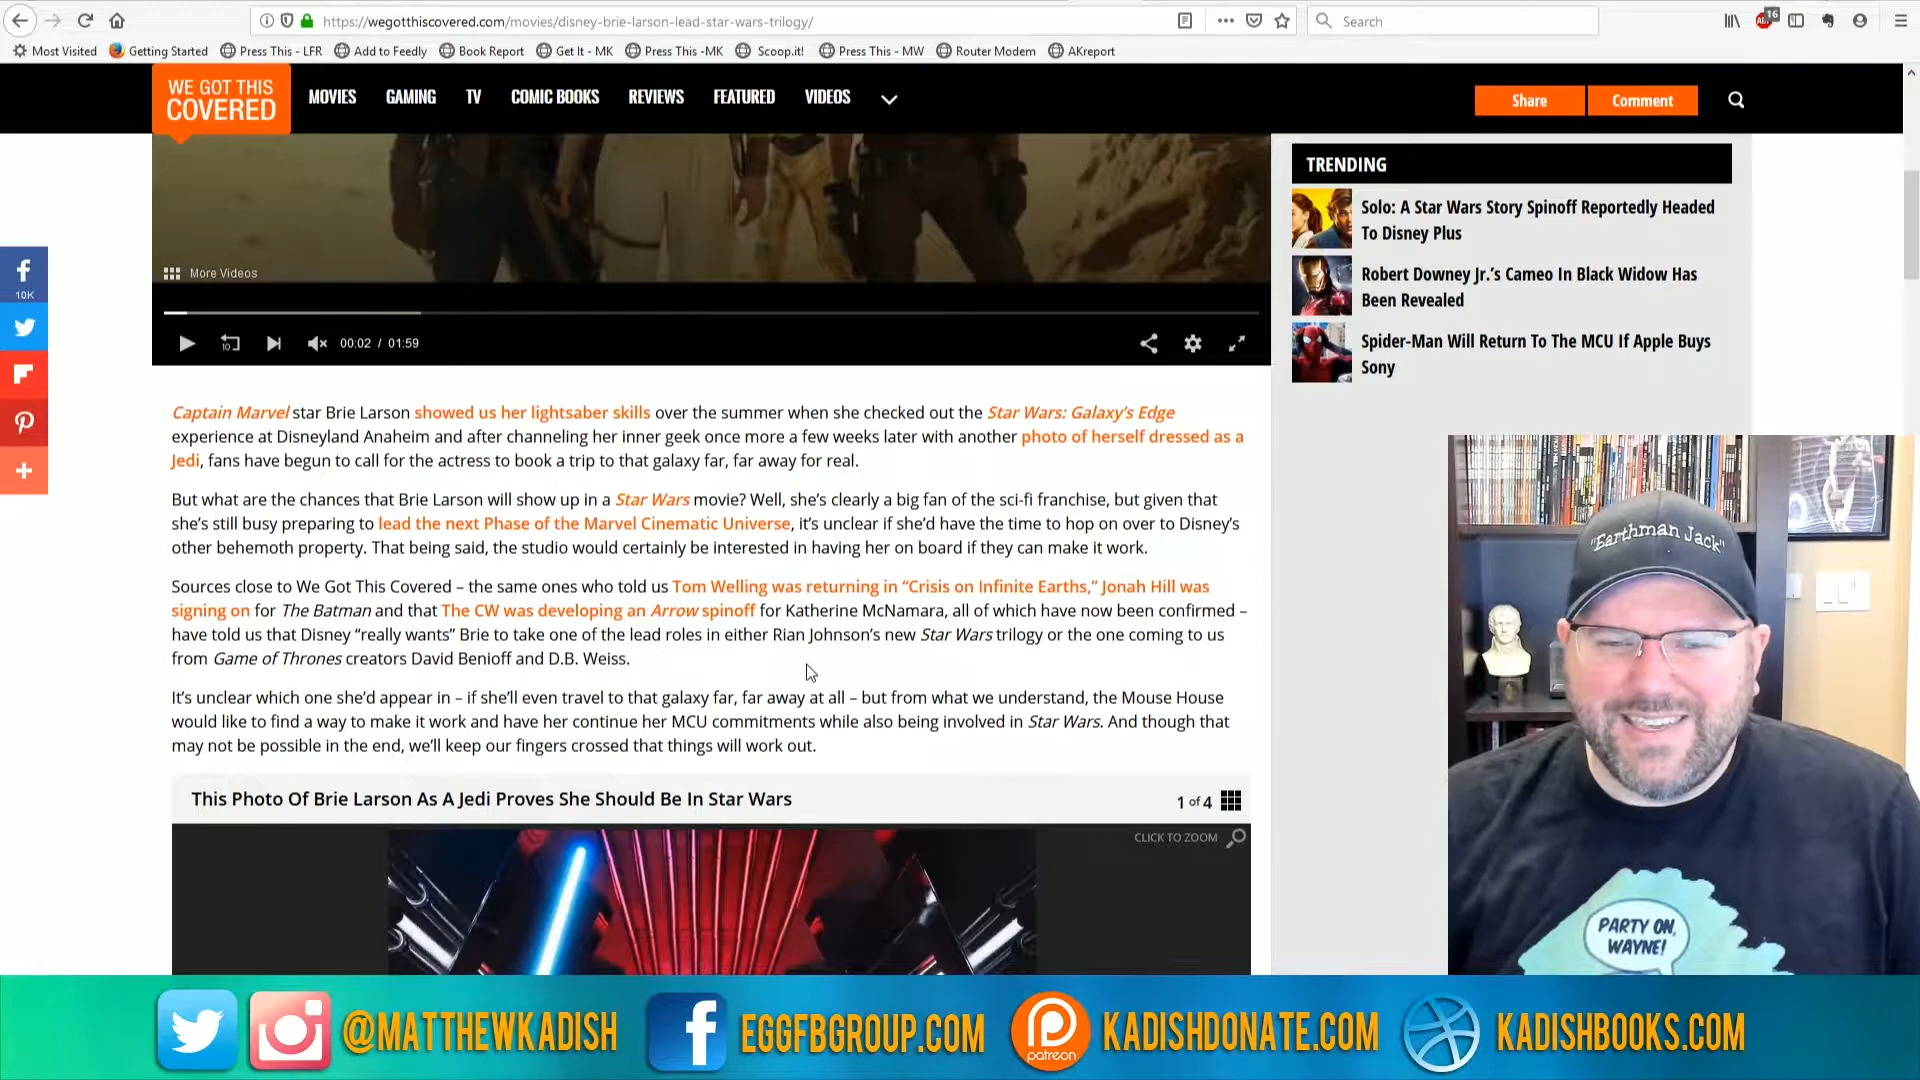 https://wegotthiscovered.com/movies/disney-brie-larson-lead-star-wars-trilogy/
Search
16
Most Visited
Getting Started
Press This - LFR
Add to Feedly
Book Report
Get It - MK
Press This -MK
Scoop.it!
Press This - MW
Router Modem
AKreport
WE GOT THIS
COVERED
MOVIES
GAMING
TV
COMIC BOOKS
REVIEWS
FEATURED
VIDEOS
Share
Comment
More Videos
10
00:02 / 01:59
10K
TRENDING
Solo: A Star Wars Story Spinoff Reportedly Headed
To Disney Plus
Robert Downey Jr.'s Cameo In Black Widow Has
Been Revealed
Spider-Man Will Return To The MCU If Apple Buys
Sony
Captain Marvel star Brie Larson showed us her lightsaber skills over the summer when she checked out the Star Wars: Galaxy's Edge
experience at Disneyland Anaheim and after channeling her inner geek once more a few weeks later with another photo of herself dressed as a
Jedi, fans have begun to call for the actress to book a trip to that galaxy far, far away for real.
But what are the chances that Brie Larson will show up in a Star Wars movie? Well, she's clearly a big fan of the sci-fi franchise, but given that
she's still busy preparing to lead the next Phase of the Marvel Cinematic Universe, it's unclear if she'd have the time to hop on over to Disney's
other behemoth property. That being said, the studio would certainly be interested in having her on board if they can make it work.
Sources close to We Got This Covered – the same ones who told us Tom Welling was returning in "Crisis on Infinite Earths," Jonah Hill was
signing on for The Batman and that The CW was developing an Arrow spinoff for Katherine McNamara, all of which have now been confirmed –
have told us that Disney "really wants" Brie to take one of the lead roles in either Rian Johnson's new Star Wars trilogy or the one coming to us
from Game of Thrones creators David Benioff and D.B. Weiss.
It's unclear which one she'd appear in – if she'll even travel to that galaxy far, far away at all – but from what we understand, the Mouse House
would like to find a way to make it work and have her continue her MCU commitments while also being involved in Star Wars. And though that
may not be possible in the end, we'll keep our fingers crossed that things will work out.
This Photo Of Brie Larson As A Jedi Proves She Should Be In Star Wars
1 of 4
CLICK TO ZOOM
"Earthman Jack"
PARTY ON,
WAYNE!
@MATTHEWKADISH
EGGFBGROUP.COM
patreon
KADISHDONATE.COM
KADISHBOOKS.COM